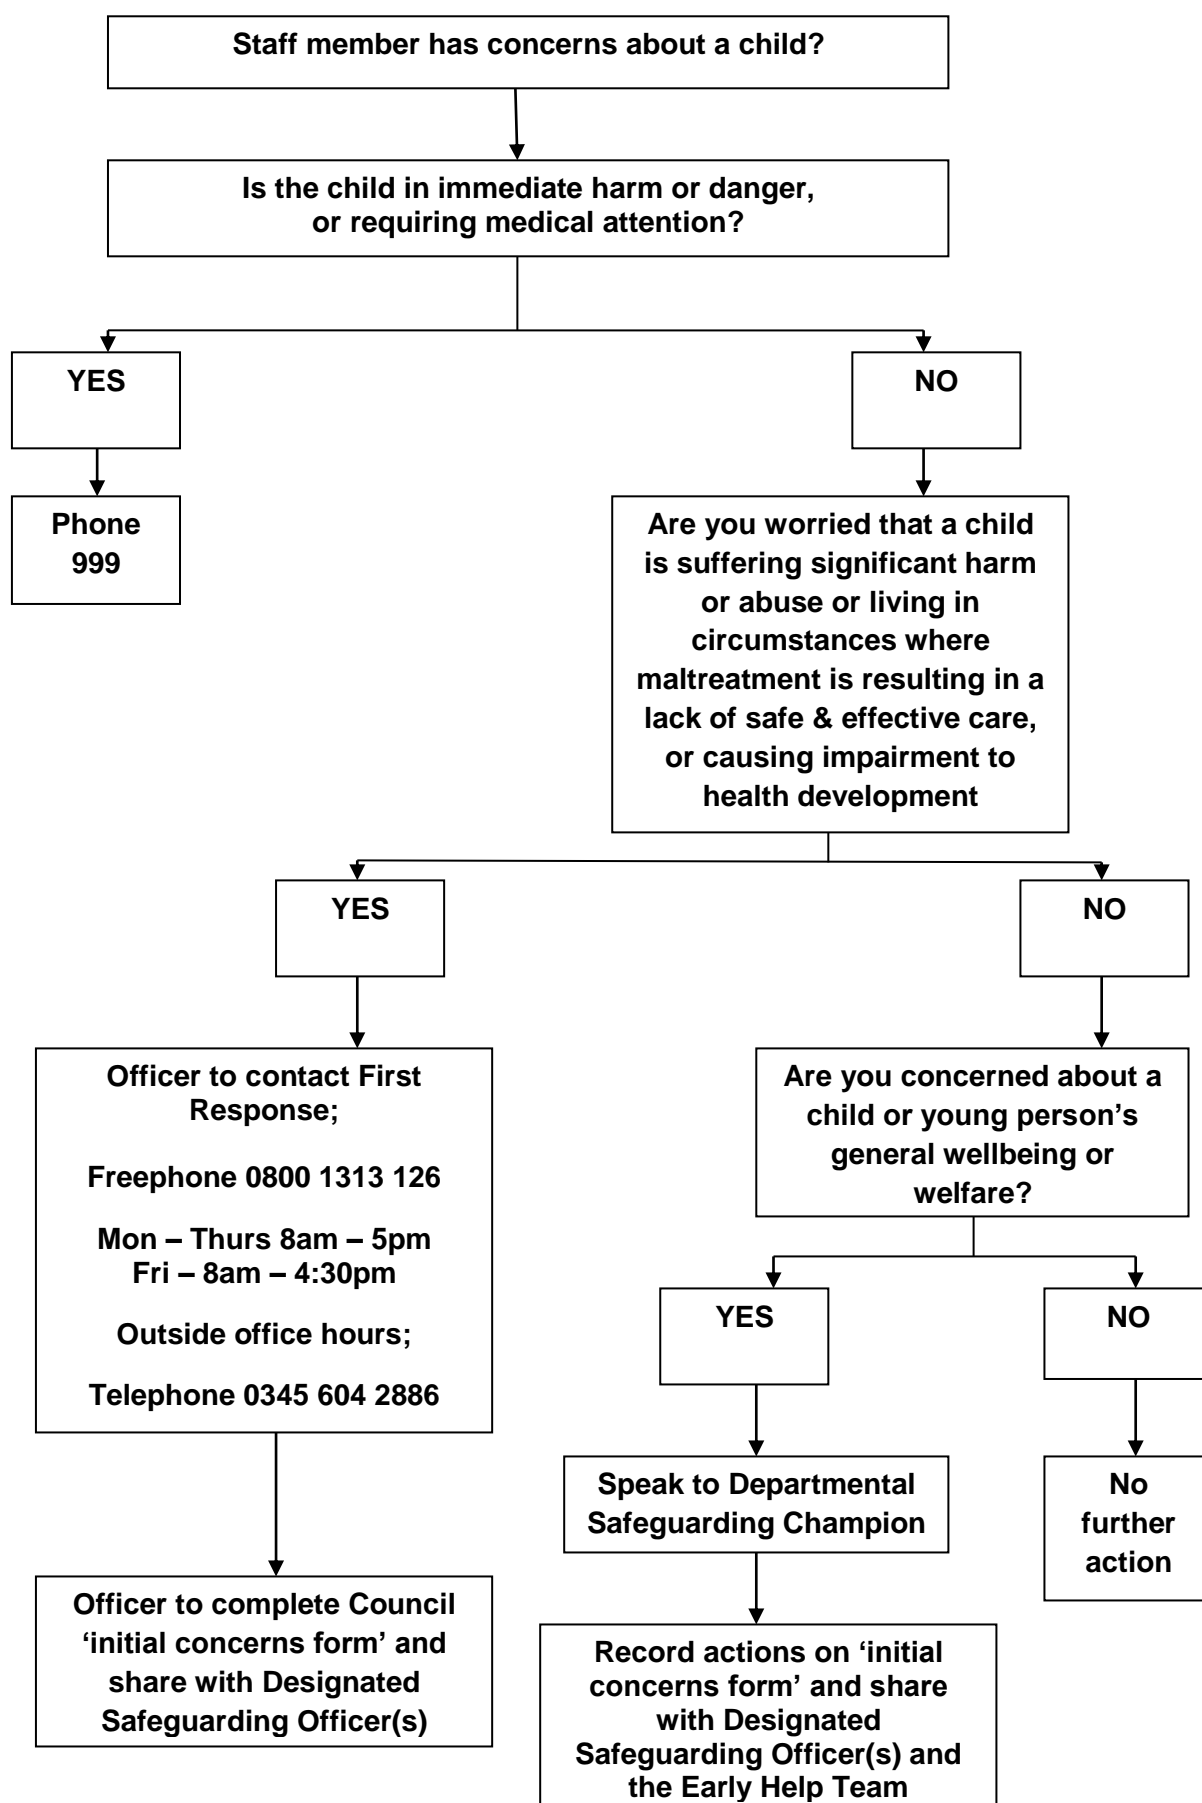 Staff member has concerns about a child?
Is the child in immediate harm or danger,
or requiring medical attention?
YES
NO
Phone
999
Are you worried that a child
is suffering significant harm
or abuse or living in
circumstances where
maltreatment is resulting in a
lack of safe & effective care,
or causing impairment to
health development
YES
NO
Officer to contact First
Response;
Freephone 0800 1313 126
Mon – Thurs 8am – 5pm
Fri – 8am – 4:30pm
Outside office hours;
Telephone 0345 604 2886
Are you concerned about a
child or young person’s
general wellbeing or
welfare?
YES
NO
Speak to Departmental
Safeguarding Champion
No
further
action
Officer to complete Council
‘initial concerns form’ and
share with Designated
Safeguarding Officer(s)
Record actions on ‘initial
concerns form’ and share
with Designated
Safeguarding Officer(s) and
the Early Help Team